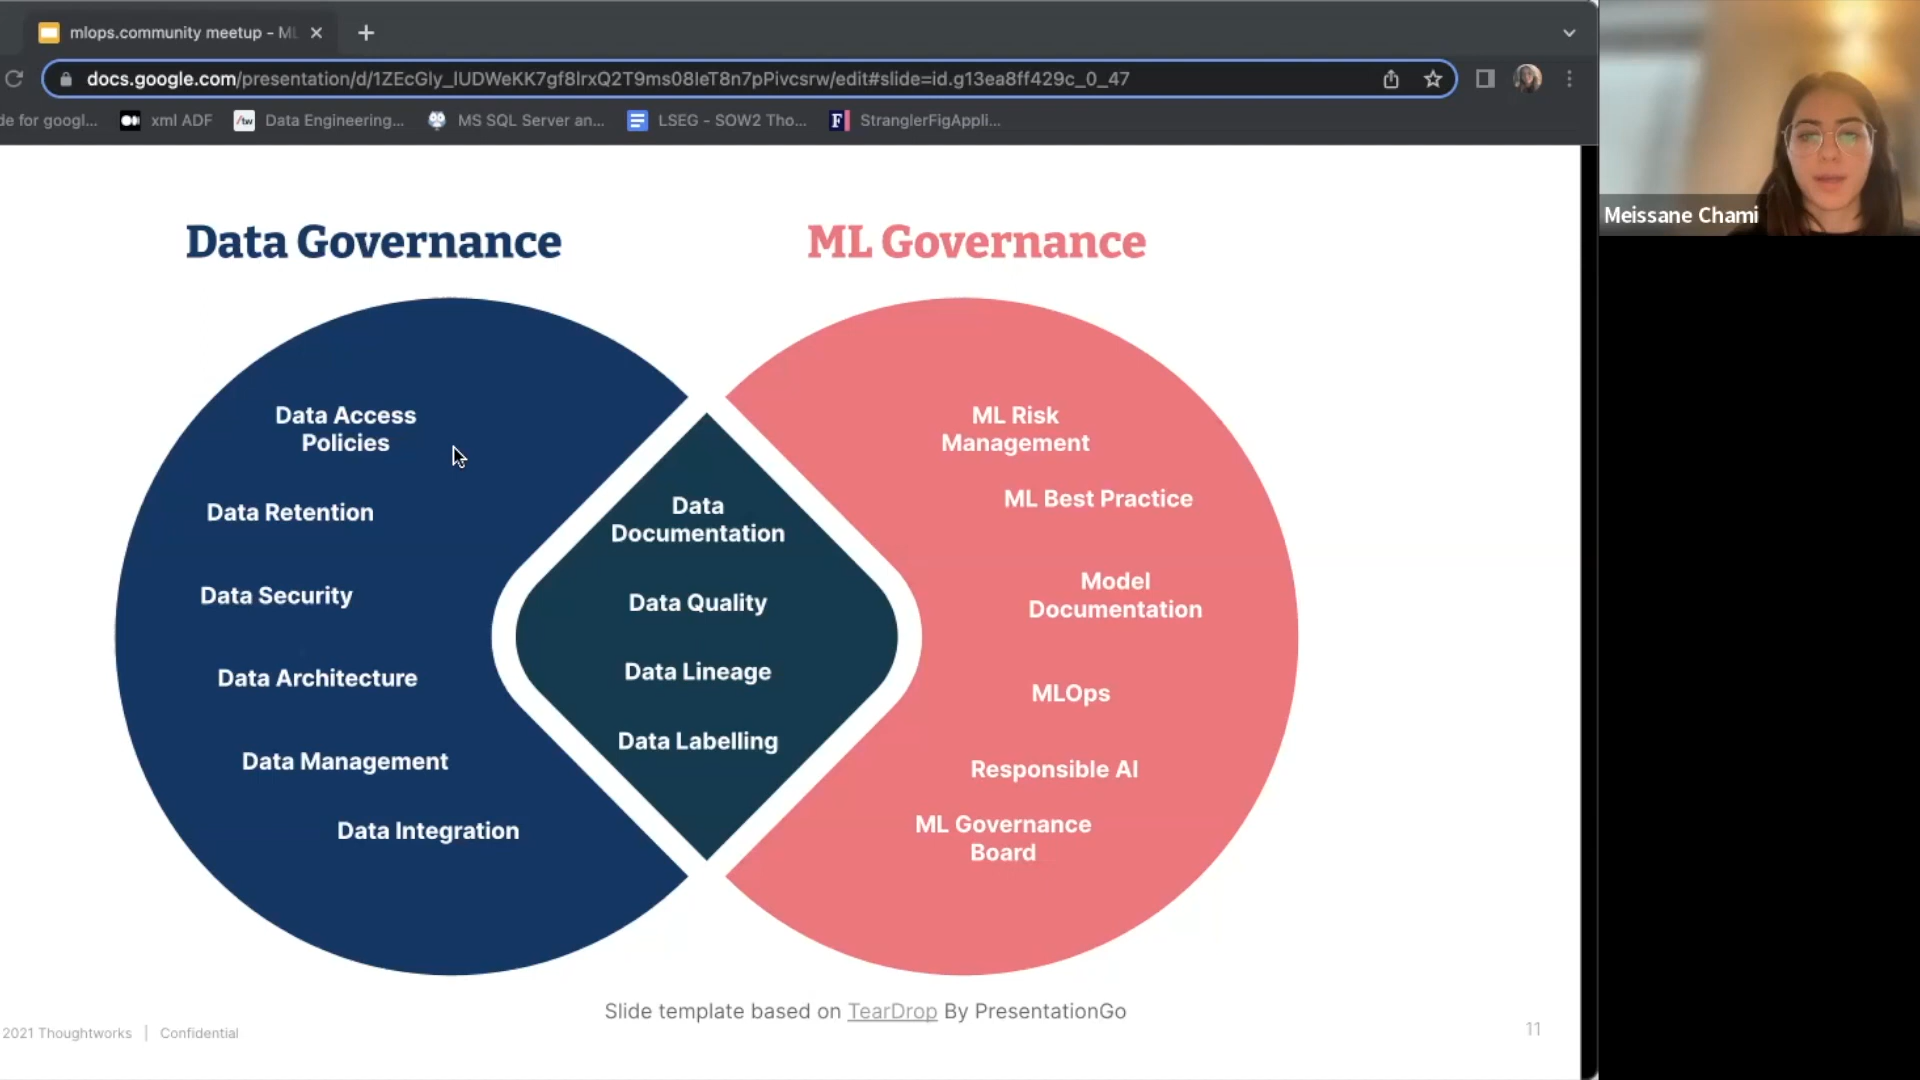 mlops.community meetup - ML
docs.google.com/presentation/d/1ZEcGly_lUDWeKK7gf8lrxQ2T9ms08leT8n7pPivcsrw/edit#slide=id.g13ea8ff429c_0_47
de for googl...
xml ADF
/tw
Data Engineering...
MS SQL Server an...
LSEG - SOW2 Tho...
F
StranglerFigAppli...
Meissane Chami
Data Governance
ML Governance
Data Access
Policies
Data Retention
Data Security
Data Architecture
Data Management
Data Integration
Data
Documentation
Data Quality
Data Lineage
Data Labelling
ML Risk
Management
ML Best Practice
Model
Documentation
MLOps
Responsible AI
ML Governance
Board
Slide template based on TearDrop By PresentationGo
2021 Thoughtworks | Confidential
11